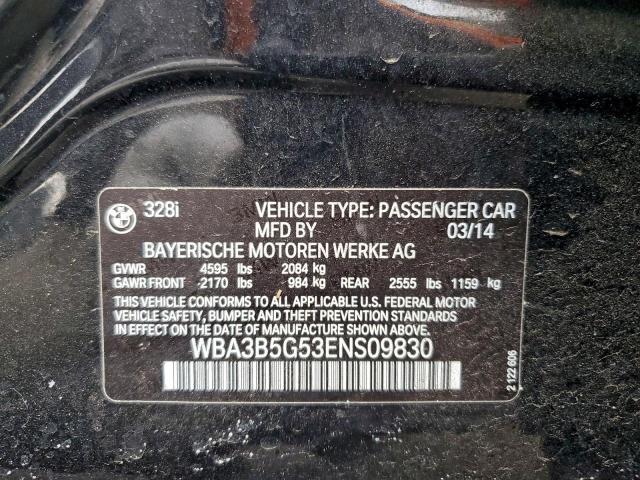 BMW 328i VEHICLE TYPE: PASSENGER CAR
MFD BY 03/14
BAYERISCHE MOTOREN WERKE AG
GVWR 4595 lbs 2084 kg
GAWR FRONT -2170 lbs 984 kg REAR 2555 lbs 1159 kg
THIS VEHICLE CONFORMS TO ALL APPLICABLE U.S. FEDERAL MOTOR
VEHICLE SAFETY, BUMPER AND THEFT PREVENTION STANDARDS IN
EFFECT ON THE DATE OF MANUFACTURE SHOWN ABOVE.
WBA3B5G53ENS09830
2 122 606